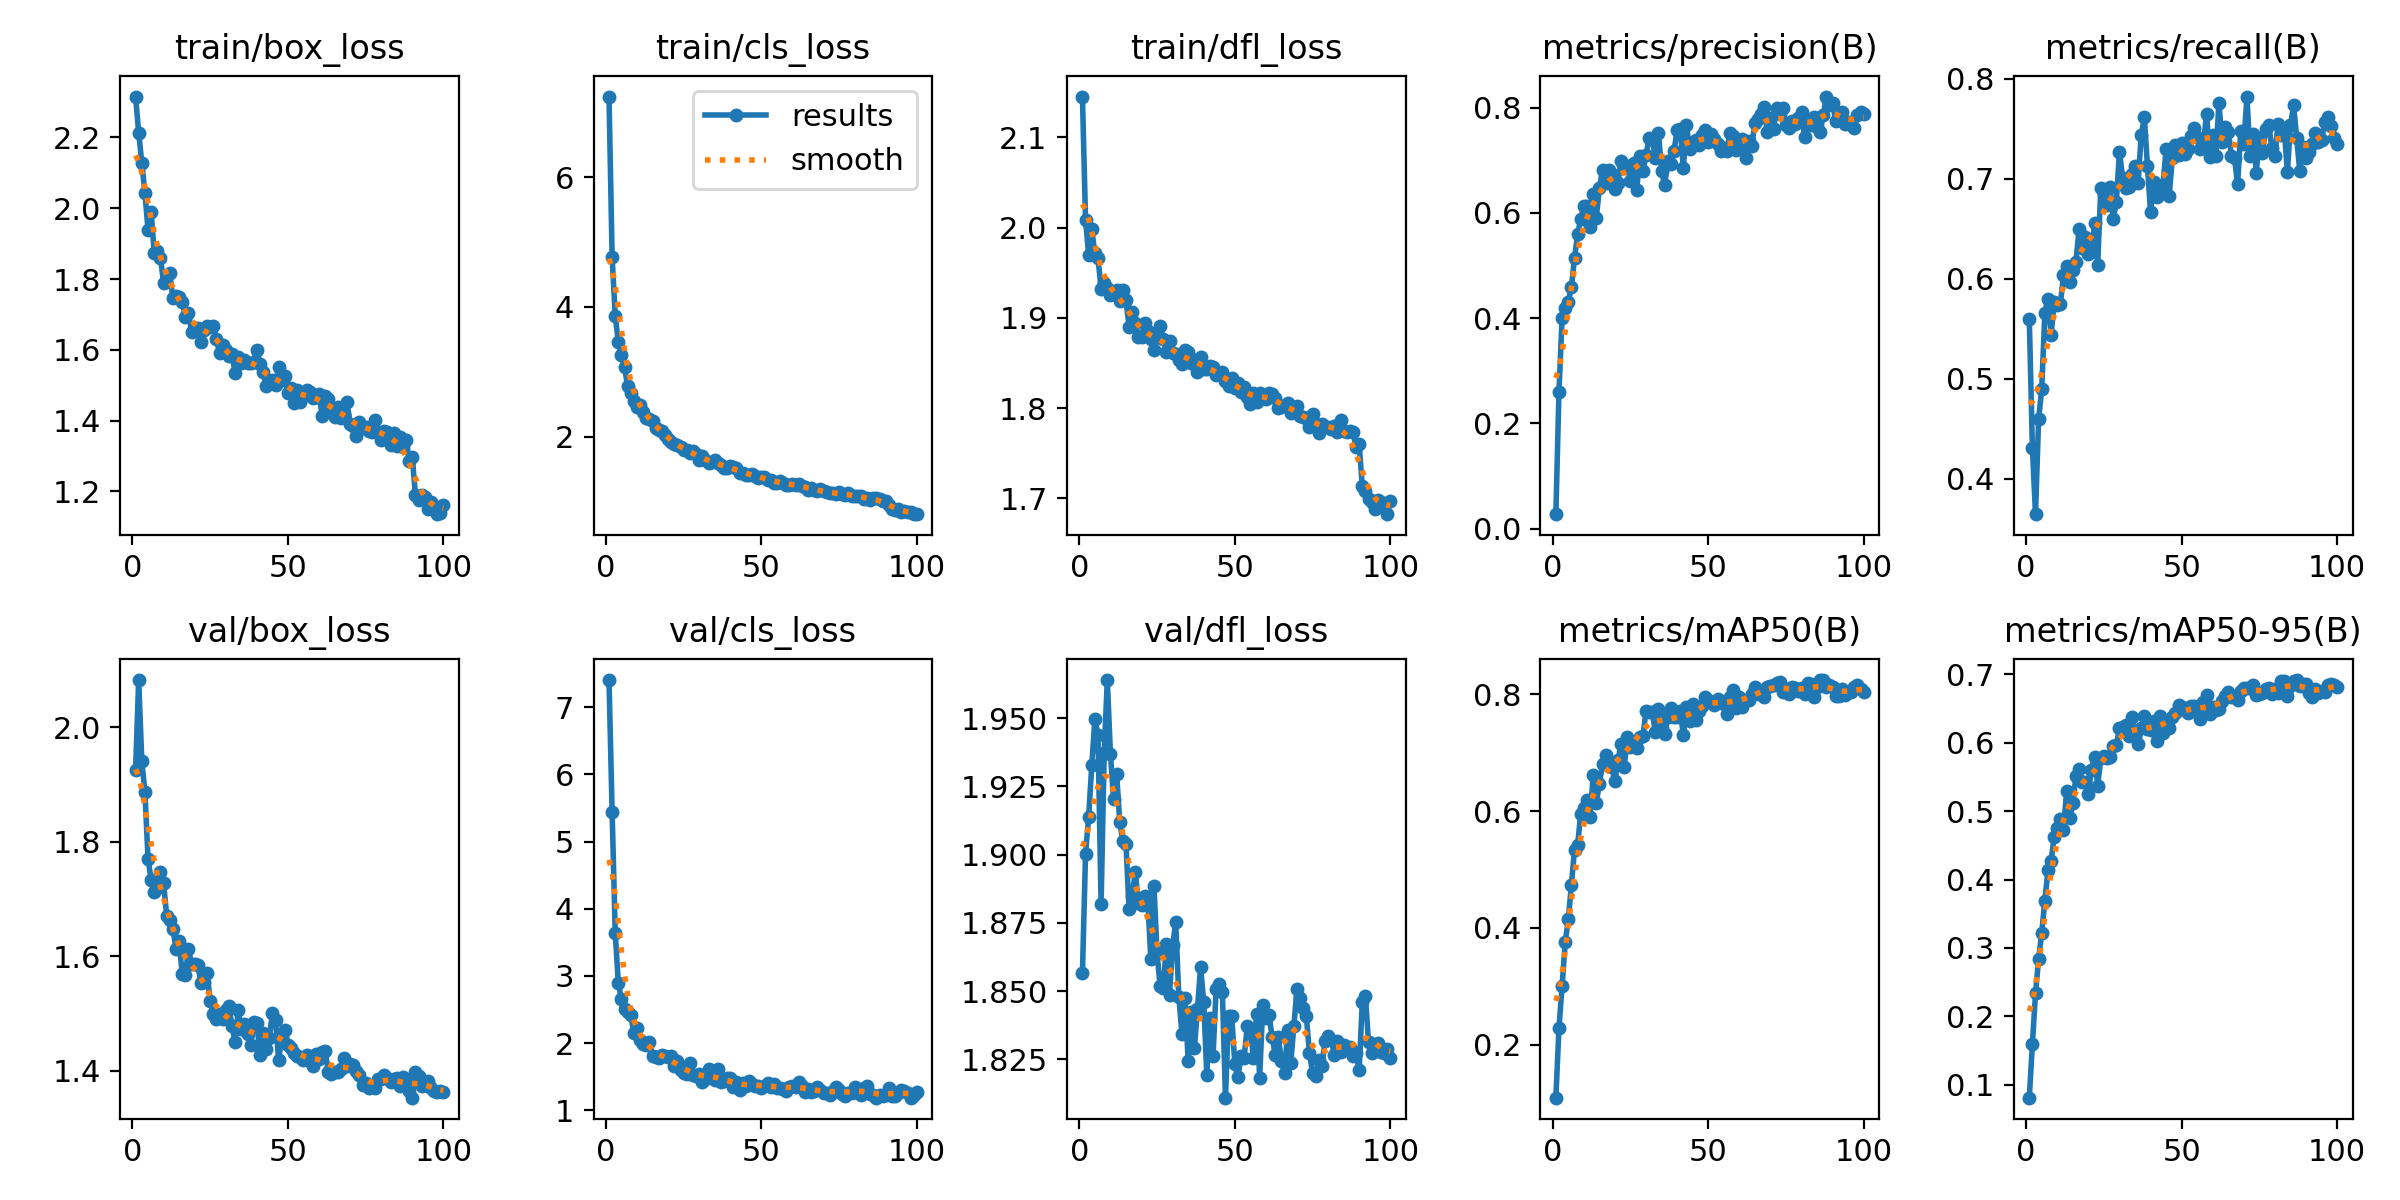 train/box_loss
train/cls_loss
train/dfl_loss
metrics/precision(B)
metrics/recall(B)
2.2
2.0
1.8
1.6
1.4
1.2
0 50 100
results
smooth
6
4
2
0 50 100
2.1
2.0
1.9
1.8
1.7
0 50 100
0.8
0.6
0.4
0.2
0.0
0 50 100
0.8
0.7
0.6
0.5
0.4
0 50 100
val/box_loss
val/cls_loss
val/dfl_loss
metrics/mAP50(B)
metrics/mAP50-95(B)
2.0
1.8
1.6
1.4
0 50 100
7
6
5
4
3
2
1
0 50 100
1.950
1.925
1.900
1.875
1.850
1.825
0 50 100
0.8
0.6
0.4
0.2
0 50 100
0.7
0.6
0.5
0.4
0.3
0.2
0.1
0 50 100